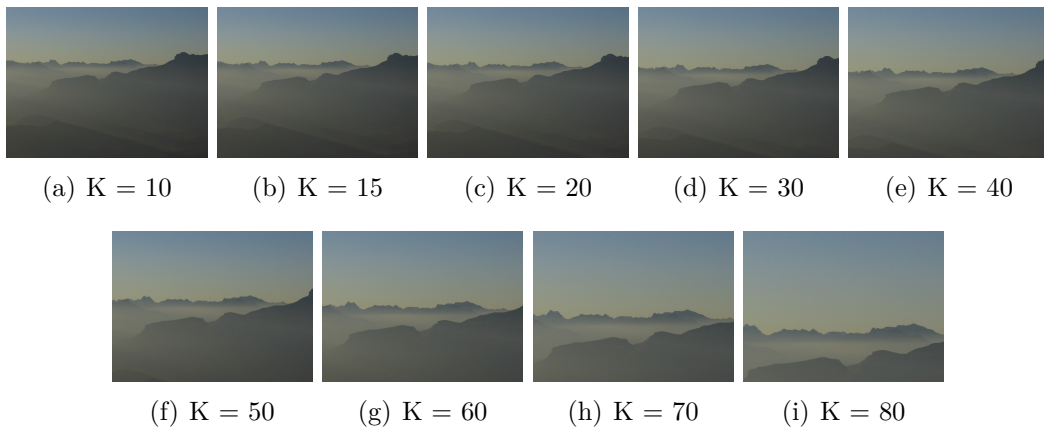 (a) K = 10 (b) K = 15 (c) K = 20 (d) K = 30 (e) K = 40
(f) K = 50 (g) K = 60 (h) K = 70 (i) K = 80